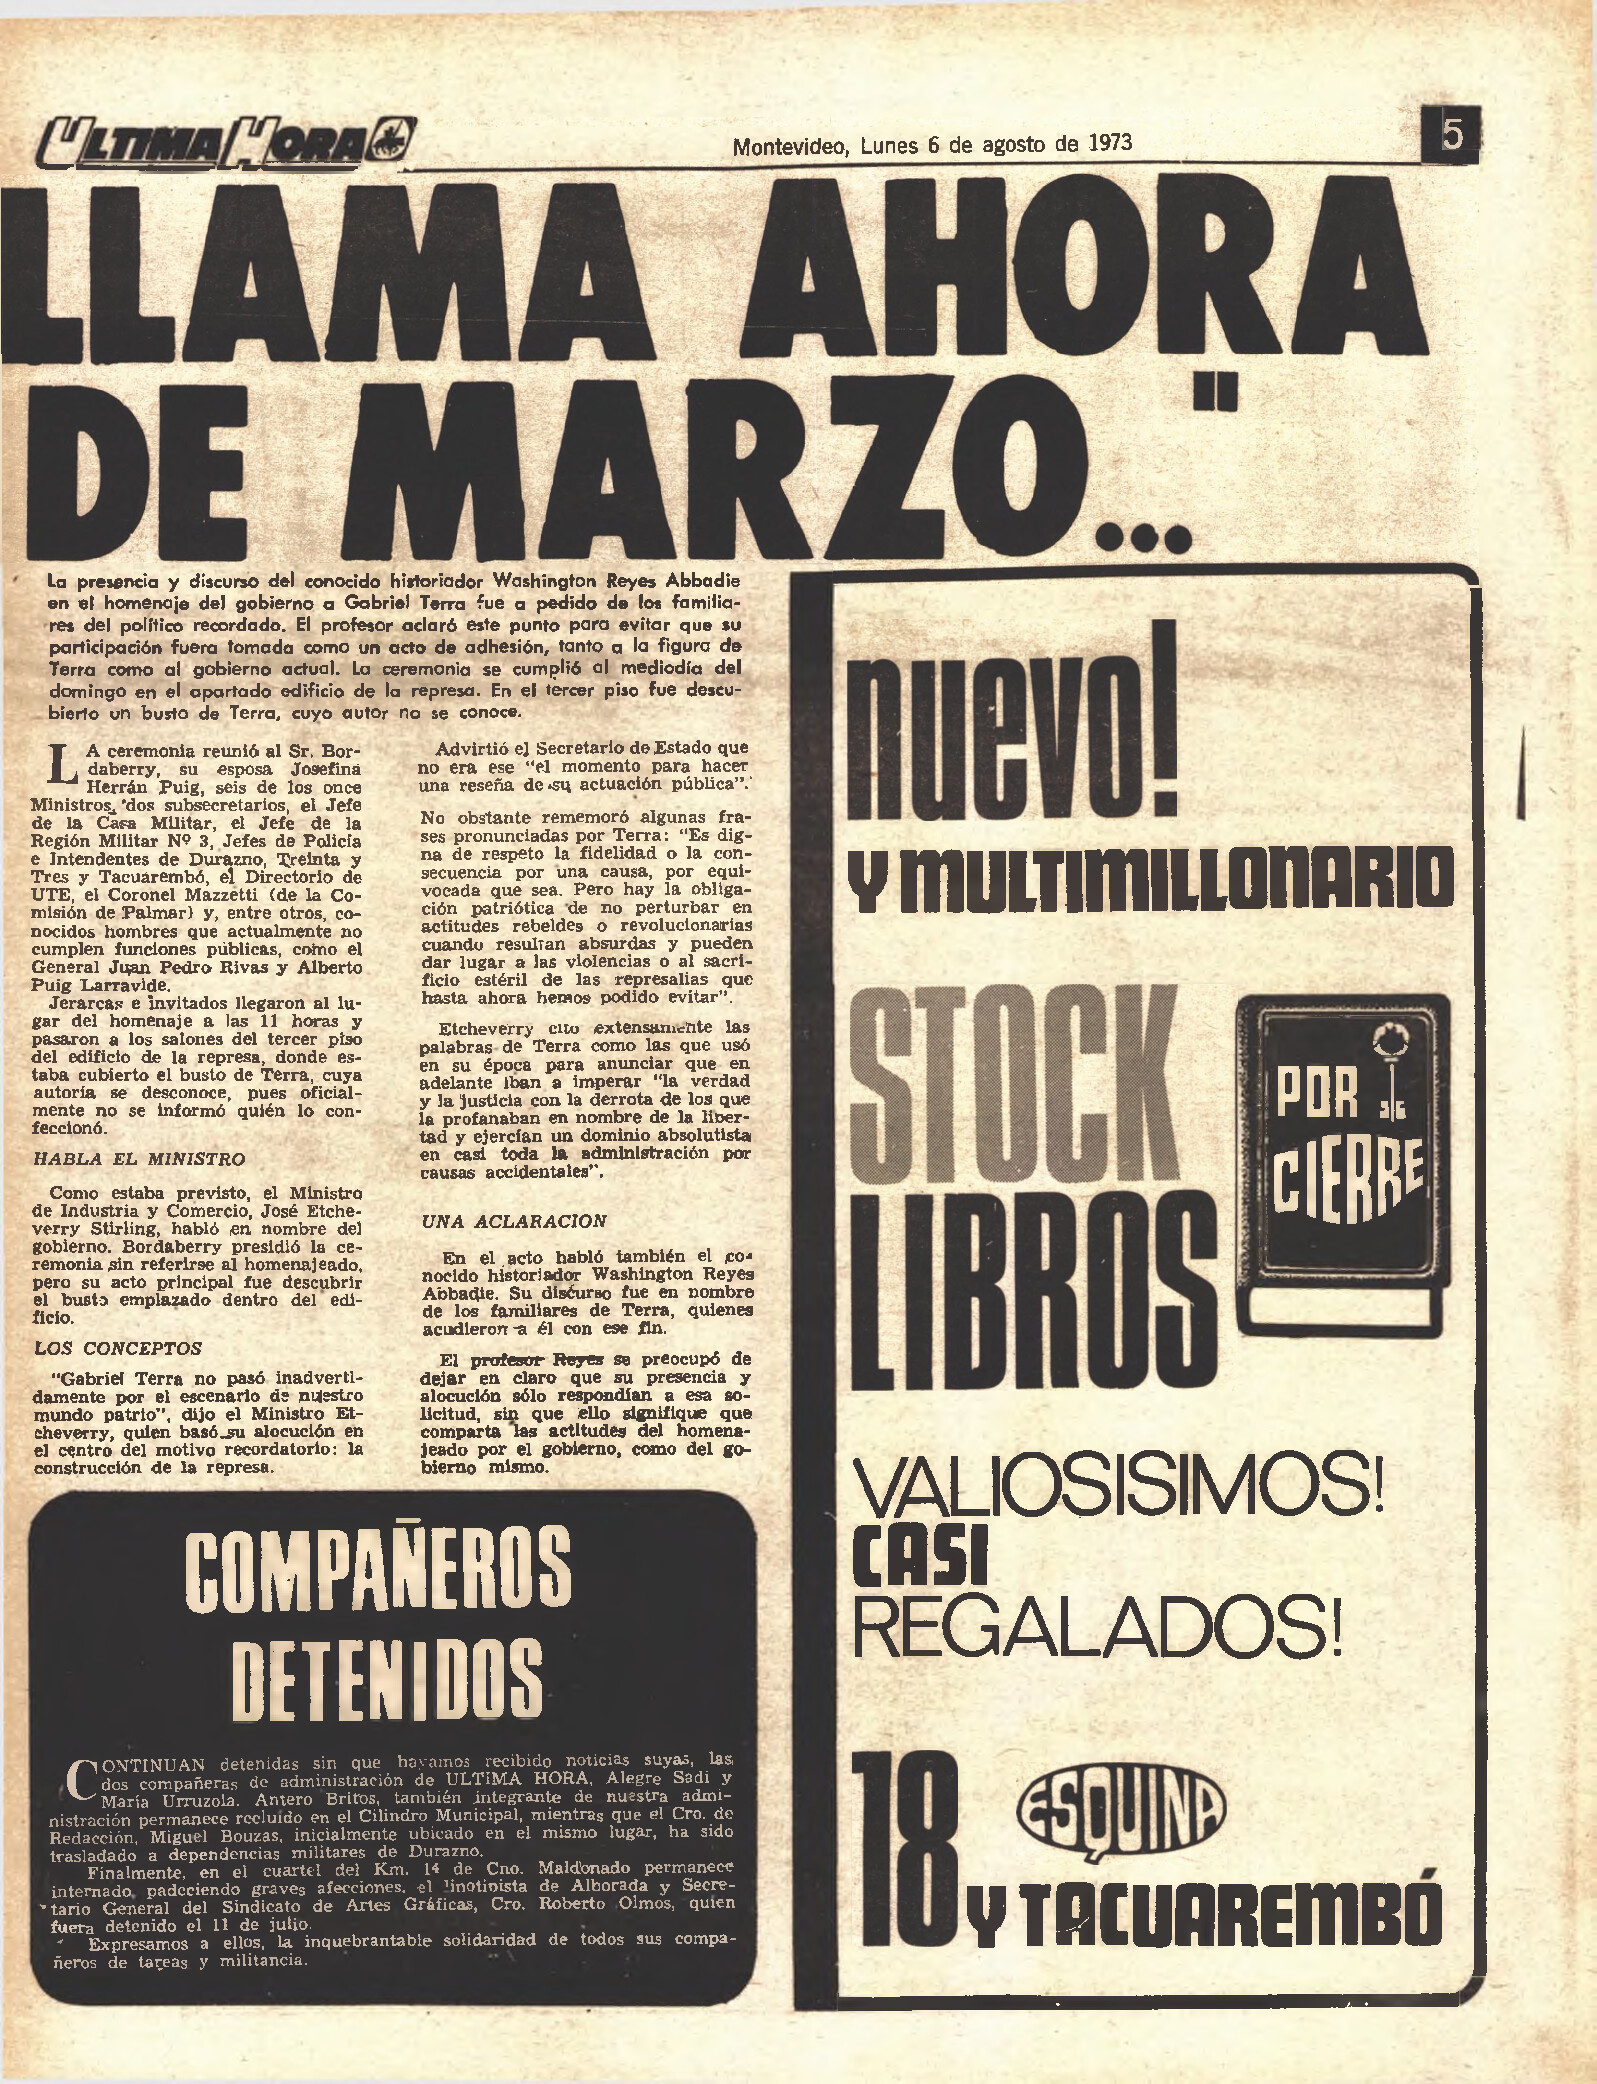 ULTIMA HORA
Montevideo, Lunes 6 de agosto de 1973
5
LLAMA AHORA
DE MARZO..."
La presencia y discurso del conocido historiador Washington Reyes Abbadie
en el homenaje del gobierno a Gabriel Terra fue a pedido de los familia-
res del político recordado. El profesor aclaró este punto para evitar que su
participación fuera tomada como un acto de adhesión, tanto a la figura de
Terra como al gobierno actual. La ceremonia se cumplió al mediodía del
domingo en el apartado edificio de la represa. En el tercer piso fue descu-
bierto un busto de Terra, cuyo autor no se conoce.
LA ceremonia reunió al Sr. Bor-
daberry, su esposa Josefina
Herrán Puig, seis de los once
Ministros, dos subsecretarios, el Jefe
de la Casa Militar, el Jefe de la
Región Militar Nº 3, Jefes de Policía
e Intendentes de Durazno, Treinta y
Tres y Tacuarembó, el Directorio de
UTE, el Coronel Mazzetti (de la Co-
misión de Palmar) y, entre otros, co-
nocidos hombres que actualmente no
cumplen funciones públicas, como el
General Juan Pedro Rivas y Alberto
Puig Larravide.
Jerarcas e invitados llegaron al lu-
gar del homenaje a las 11 horas y
pasaron a los salones del tercer piso
del edificio de la represa, donde es-
taba cubierto el busto de Terra, cuya
autoría se desconoce, pues oficial-
mente no se informó quién lo con-
feccionó.
HABLA EL MINISTRO
Como estaba previsto, el Ministro
de Industria y Comercio, José Etche-
verry Stirling, habló en nombre del
gobierno. Bordaberry presidió la ce-
remonia sin referirse al homenajeado,
pero su acto principal fue descubrir
el busto emplazado dentro del edi-
ficio.
LOS CONCEPTOS
"Gabriel Terra no pasó inadverti-
damente por el escenario de nuestro
mundo patrio", dijo el Ministro Et-
cheverry, quien basó su alocución en
el centro del motivo recordatorio: la
construcción de la represa.
Advirtió el Secretario de Estado que
no era ese "el momento para hacer
una reseña de su actuación pública".
No obstante rememoró algunas fra-
ses pronunciadas por Terra: "Es dig-
na de respeto la fidelidad o la con-
secuencia por una causa, por equi-
vocada que sea. Pero hay la obliga-
ción patriótica de no perturbar en
actitudes rebeldes o revolucionarias
cuando resultan absurdas y pueden
dar lugar a las violencias o al sacri-
ficio estéril de las represalias que
hasta ahora hemos podido evitar".
Etcheverry citó extensamente las
palabras de Terra como las que usó
en su época para anunciar que en
adelante iban a imperar "la verdad
y la justicia con la derrota de los que
la profanaban en nombre de la liber-
tad y ejercían un dominio absolutista
en casi toda la administración por
causas accidentales".
UNA ACLARACION
En el acto habló también el co-
nocido historiador Washington Reyes
Abbadie. Su discurso fue en nombre
de los familiares de Terra, quienes
acudieron a él con ese fin.
El profesor Reyes se preocupó de
dejar en claro que su presencia y
alocución sólo respondían a esa so-
licitud, sin que ello signifique que
comparta las actitudes del homena-
jeado por el gobierno, como del go-
bierno mismo.
COMPAÑEROS
DETENIDOS
CONTINUAN detenidas sin que hayamos recibido noticias suyas, las
dos compañeras de administración de ULTIMA HORA, Alegre Sadi y
María Urruzola. Antero Britos, también integrante de nuestra admi-
nistración permanece recluido en el Cilindro Municipal, mientras que el Cro. de
Redacción, Miguel Bouzas, inicialmente ubicado en el mismo lugar, ha sido
trasladado a dependencias militares de Durazno.
Finalmente, en el cuartel del Km. 14 de Cno. Maldonado permanece
internado, padeciendo graves afecciones, el linotipista de Alborada y Secre-
tario General del Sindicato de Artes Gráficas, Cro. Roberto Olmos, quien
fuera detenido el 11 de julio.
Expresamos a ellos, la inquebrantable solidaridad de todos sus compa-
ñeros de tareas y militancia.
nuevo!
Y MULTIMILLONARIO
STOCK
LIBROS
POR
CIERRE
VALIOSISIMOS!
CASI
REGALADOS!
18
ESQUINA
Y TACUAREMBÓ